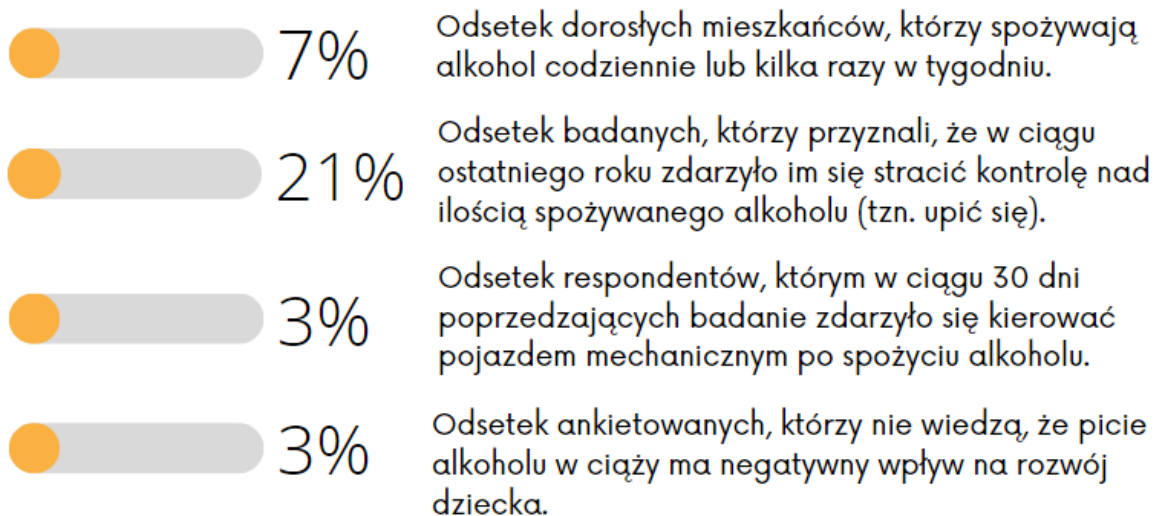 7%
Odsetek dorosłych mieszkańców, którzy spożywają
alkohol codziennie lub kilka razy w tygodniu.
21%
Odsetek badanych, którzy przyznali, że w ciągu
ostatniego roku zdarzyło im się stracić kontrolę nad
ilością spożywanego alkoholu (tzn. upić się).
3%
Odsetek respondentów, którym w ciągu 30 dni
poprzedzających badanie zdarzyło się kierować
pojazdem mechanicznym po spożyciu alkoholu.
3%
Odsetek ankietowanych, którzy nie wiedzą, że picie
alkoholu w ciąży ma negatywny wpływ na rozwój
dziecka.